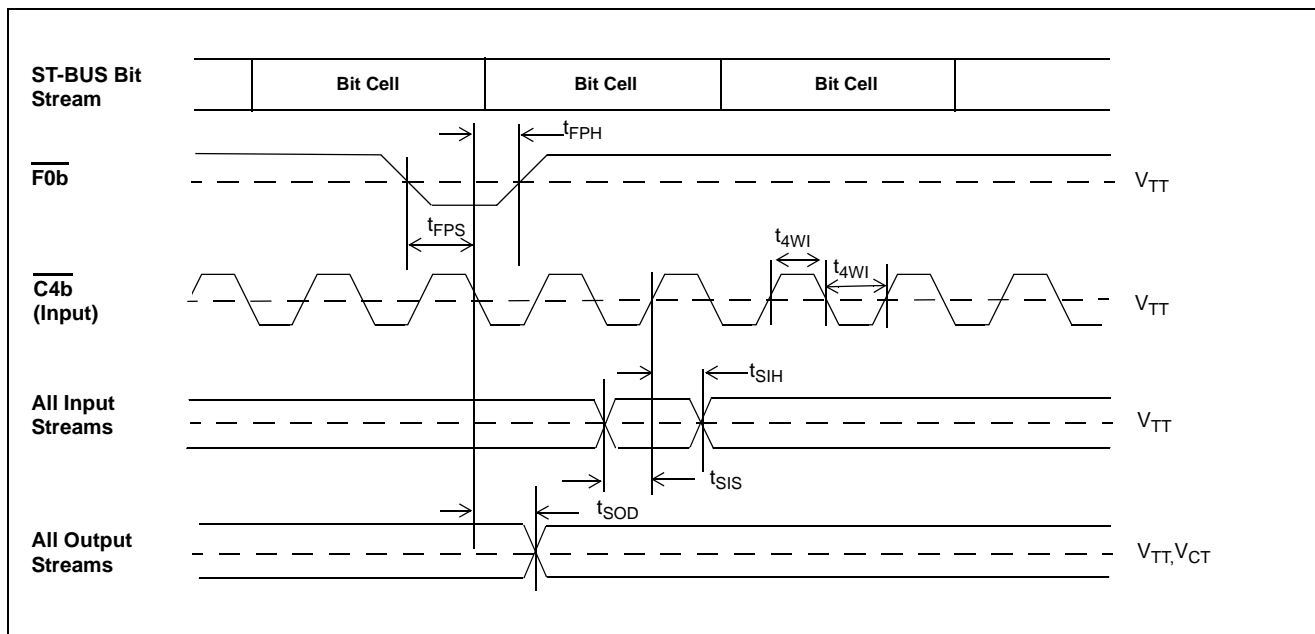 ST-BUS Bit
Stream
Bit Cell
Bit Cell
Bit Cell
tFPH
F0b
VTT
tFPS
t4WI
t4WI
C4b
(Input)
VTT
tSIH
All Input
Streams
VTT
tSIS
tSOD
All Output
Streams
VTT,VCT